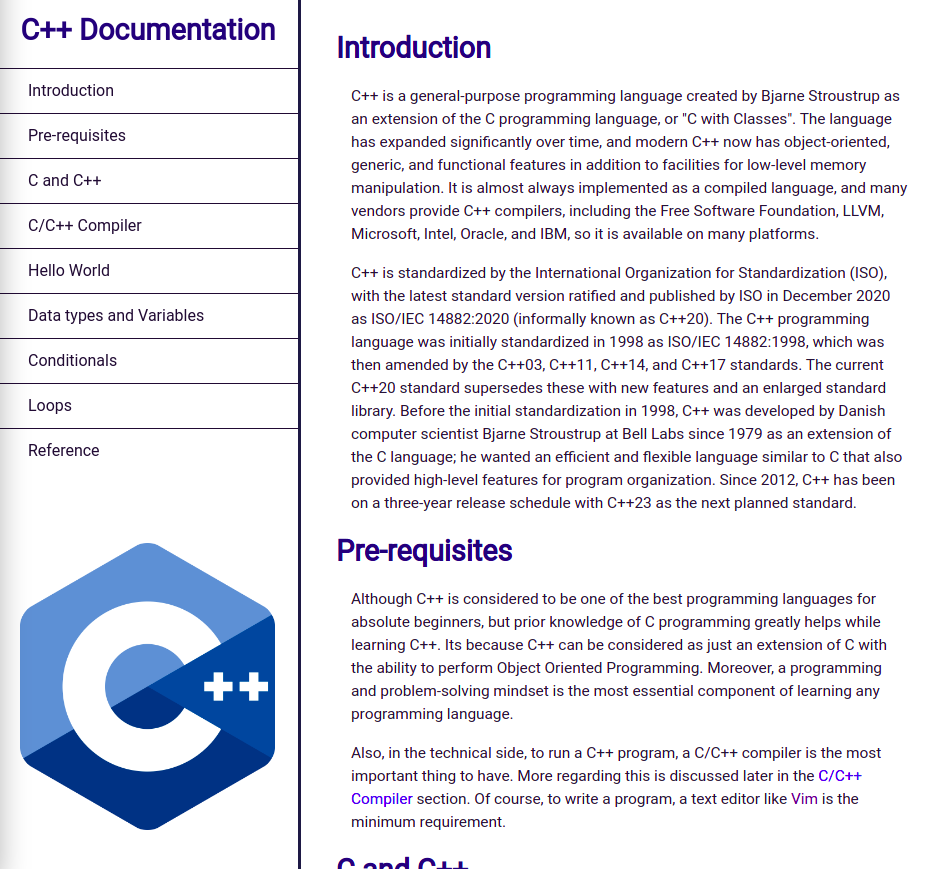 C++ Documentation
Introduction
Pre-requisites
C and C++
C/C++ Compiler
Hello World
Data types and Variables
Conditionals
Loops
Reference
C++
Introduction
C++ is a general-purpose programming language created by Bjarne Stroustrup as
an extension of the C programming language, or "C with Classes". The language
has expanded significantly over time, and modern C++ now has object-oriented,
generic, and functional features in addition to facilities for low-level memory
manipulation. It is almost always implemented as a compiled language, and many
vendors provide C++ compilers, including the Free Software Foundation, LLVM,
Microsoft, Intel, Oracle, and IBM, so it is available on many platforms.
C++ is standardized by the International Organization for Standardization (ISO),
with the latest standard version ratified and published by ISO in December 2020
as ISO/IEC 14882:2020 (informally known as C++20). The C++ programming
language was initially standardized in 1998 as ISO/IEC 14882:1998, which was
then amended by the C++03, C++11, C++14, and C++17 standards. The current
C++20 standard supersedes these with new features and an enlarged standard
library. Before the initial standardization in 1998, C++ was developed by Danish
computer scientist Bjarne Stroustrup at Bell Labs since 1979 as an extension of
the C language; he wanted an efficient and flexible language similar to C that also
provided high-level features for program organization. Since 2012, C++ has been
on a three-year release schedule with C++23 as the next planned standard.
Pre-requisites
Although C++ is considered to be one of the best programming languages for
absolute beginners, but prior knowledge of C programming greatly helps while
learning C++. Its because C++ can be considered as just an extension of C with
the ability to perform Object Oriented Programming. Moreover, a programming
and problem-solving mindset is the most essential component of learning any
programming language.
Also, in the technical side, to run a C++ program, a C/C++ compiler is the most
important thing to have. More regarding this is discussed later in the C/C++
Compiler section. Of course, to write a program, a text editor like Vim is the
minimum requirement.
C and C++